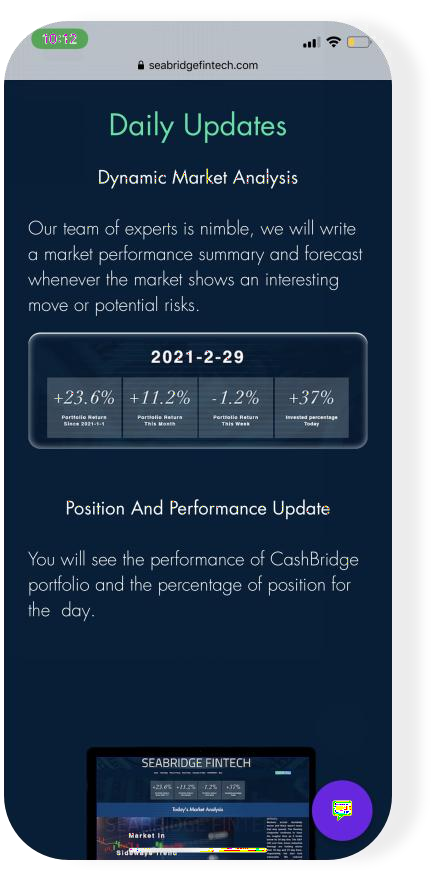 10:12
seabridgefintech.com
Daily Updates
Dynamic Market Analysis
Our team of experts is nimble, we will write
a market performance summary and forecast
whenever the market shows an interesting
move or potential risks.
2021-2-29
+23.6% +11.2% -1.2% +37%
Portfolio Return Portfolio Return Portfolio Return Invested percentage
Since 2021-1-1 This Month This Week Today
Position And Performance Update
You will see the performance of CashBridge
portfolio and the percentage of position for
the day.
SEABRIDGE FINTECH
+23.6% +11.2% -1.2% +37%
Today's Market Analysis
SEABRIDGE FINTECH
Market In
Sideways Trend